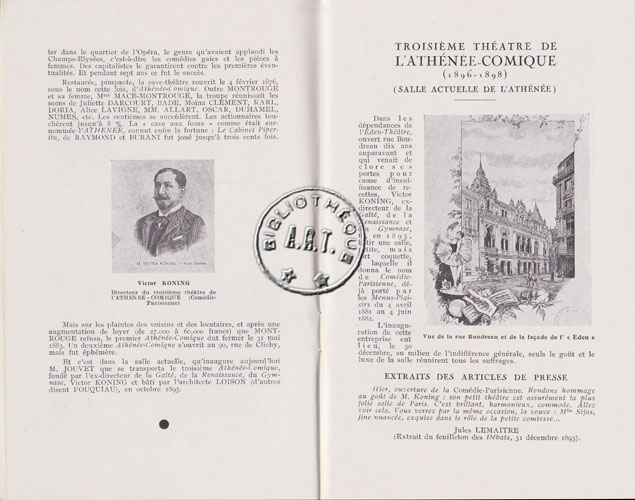 ter dans le quartier de l'Opéra, le genre qu'avaient applaudi les
Champs-Elysées, c'est-à-dire les comédies gaies et les pièces à
femmes. Des capitalistes le garantirent contre les premières éven-
tualités. Et pendant sept ans ce fut le succès.
Restaurée, pimpante, la cave-théâtre rouvrit le 4 février 1876,
sous le nom cette fois, d'Athénée-Comique. Outre MONTROUGE
et sa femme, Mme MACE-MONTROUGE, la troupe réunissait les
noms de Juliette DARCOURT, BADE, Moïna CLÉMENT, KARL,
DORIA, Alice LAVIGNE, MM. ALLART, OSCAR, DUHAMEL,
NUMES, etc. Les centièmes se succédèrent. Les actionnaires tou-
chèrent jusqu'à 8 %. La « cave aux fours » comme était sur-
nommée l'ATHENEE, connut enfin la fortune : Le Cabinet Piper-
lin, de RAYMOND et BURANI fut joué jusqu'à trois cents fois.
M. VICTOR KONING.
Victor KONING
Directeur du troisième théâtre de
l'ATHENEE-COMIQUE (Comédie-
Parisienne)
Mais sur les plaintes des voisins et des locataires, et après une
augmentation de loyer (de 27.000 à 60.000 francs) que MONT-
ROUGE refusa, le premier Athénée-Comique dut fermer le 31 mai
1883. Un deuxième Athénée-Comique s'ouvrit au 90, rue de Clichy,
mais fut éphémère.
Et c'est dans la salle actuelle, qu'inaugure aujourd'hui
M. JOUVET que se transporta le troisième Athénée-Comique,
fondé par l'ex-directeur de la Gaîté, de la Renaissance, du Gym-
nase, Victor KONING et bâti par l'architecte LOISON (d'autres
disent FOUQUIAU), en octobre 1893.
BIBLIOTHÈQUE
A.R.T.
TROISIÈME THÉATRE DE
L'ATHÉNÉE-COMIQUE
(1896-1898)
(SALLE ACTUELLE DE L'ATHÉNÉE)
Dans les
dépendances de
l'Eden-Théâtre,
ouvert rue Bou-
dreau dix ans
auparavant et
qui venait de
clore ses
portes pour
cause d'insuf-
fisance de re-
cettes, Victor
KONING, ex-
directeur de la
Gaîté, de la
Renaissance et
Gymnase,
en 1893,
une salle,
mais
coquette,
laquelle il
donna le nom
de Comédie-
Parisienne, dé-
jà porté par
les Menus-Plai-
sirs du 4 avril
1881 au 4 juin
1882.
L'inaugu-
ration de cette
entreprise eut
lieu, le 30
décembre, au milieu de l'indifférence générale, seuls le goût et le
luxe de la salle réunirent tous les suffrages.
Vue de la rue Boudreau et de la façade de l' « Eden »
EXTRAITS DES ARTICLES DE PRESSE
Hier, ouverture de la Comédie-Parisienne. Rendons hommage
au goût de M. Koning : son petit théâtre est assurément la plus
jolie salle de Paris. C'est brillant, harmonieux, commode. Allez
voir cela. Vous verrez par la même occasion, la veuve : Mlle Sijos,
fine nuancée, exquise dans le rôle de la petite comtesse...
Jules LEMAITRE
(Extrait du feuilleton des Débats, 31 décembre 1893).